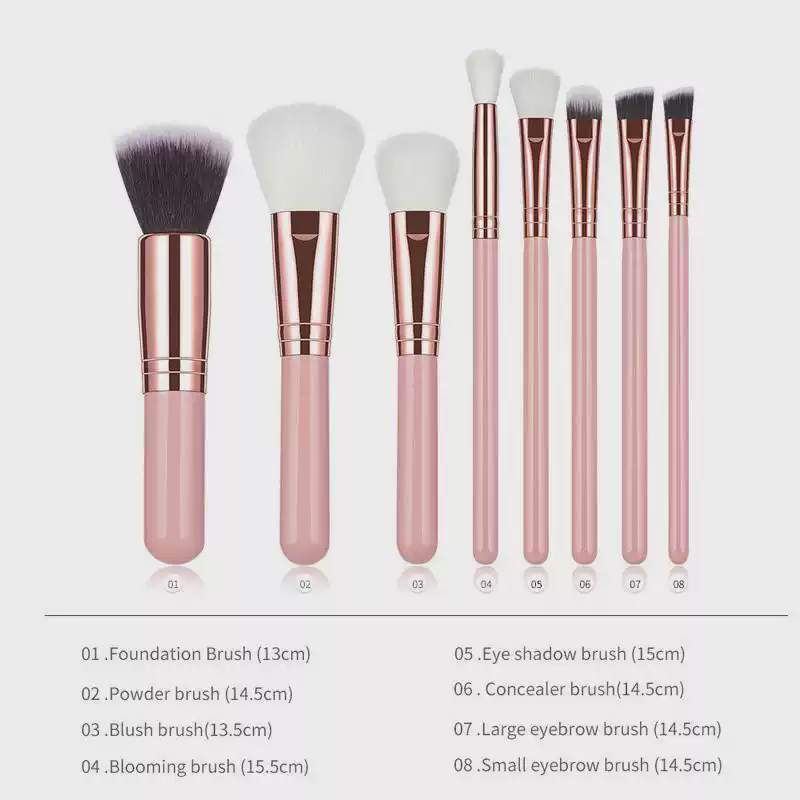 01 02 03 04 05 06 07 08
01 .Foundation Brush (13cm)
02 .Powder brush (14.5cm)
03 .Blush brush(13.5cm)
04 .Blooming brush (15.5cm)
05 .Eye shadow brush (15cm)
06 . Concealer brush(14.5cm)
07 .Large eyebrow brush (14.5cm)
08 .Small eyebrow brush (14.5cm)